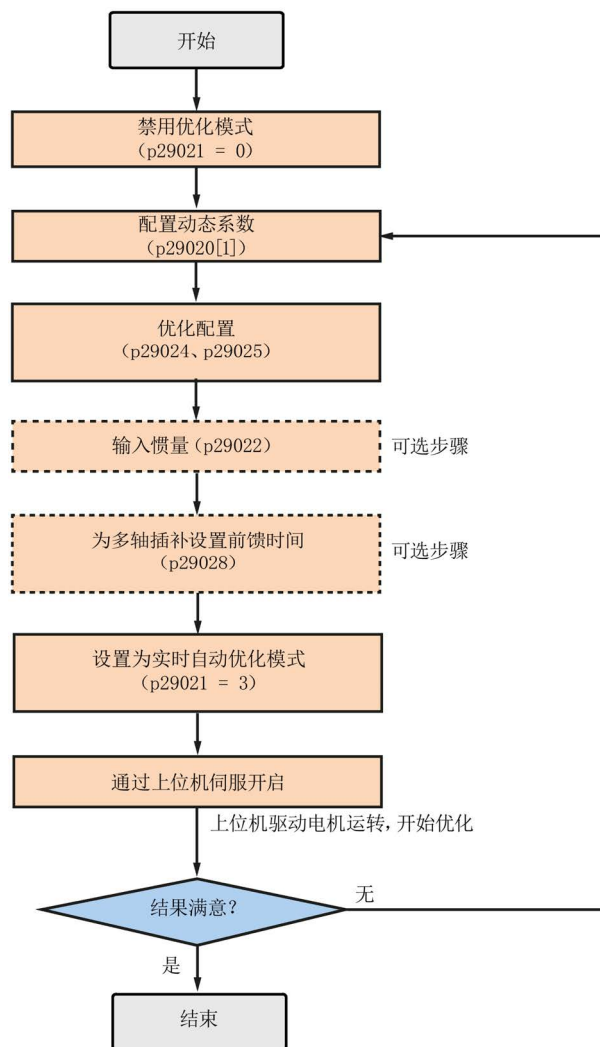 开始
禁用优化模式
(p29021 = 0)
配置动态系数
(p29020[1])
优化配置
(p29024、p29025)
输入惯量(p29022)
可选步骤
为多轴插补设置前馈时间
(p29028)
可选步骤
设置为实时自动优化模式
(p29021 = 3)
通过上位机伺服开启
上位机驱动电机运转,开始优化
结果满意?
无
是
结束